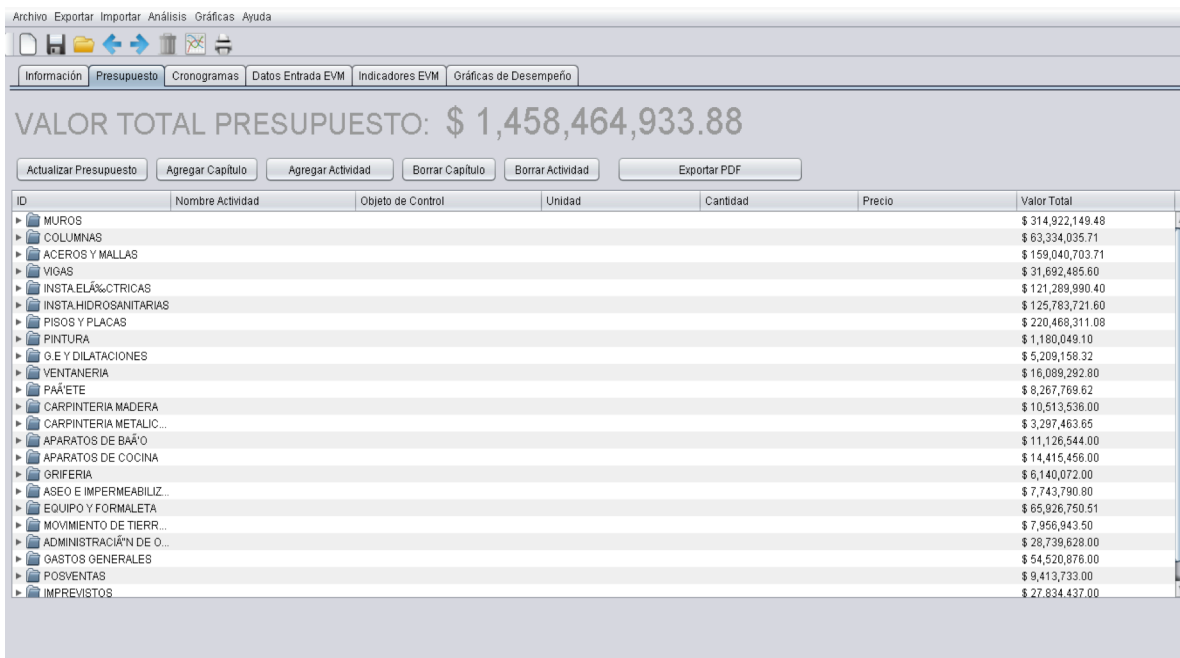 Archivo Exportar Importar Análisis Gráficas Ayuda
Información Presupuesto Cronogramas Datos Entrada EVM Indicadores EVM Gráficas de Desempeño
VALOR TOTAL PRESUPUESTO: $ 1,458,464,933.88
Actualizar Presupuesto Agregar Capítulo Agregar Actividad Borrar Capítulo Borrar Actividad Exportar PDF
ID Nombre Actividad Objeto de Control Unidad Cantidad Precio Valor Total
MUROS $ 314,922,149.48
COLUMNAS $ 63,334,035.71
ACEROS Y MALLAS $ 159,040,703.71
VIGAS $ 31,692,485.60
INSTA.ELÃ‰CTRICAS $ 121,289,990.40
INSTA.HIDROSANITARIAS $ 125,783,721.60
PISOS Y PLACAS $ 220,468,311.08
PINTURA $ 1,180,049.10
G.E Y DILATACIONES $ 5,209,158.32
VENTANERIA $ 16,089,292.80
PAÃ'ETE $ 8,267,769.62
CARPINTERIA MADERA $ 10,513,536.00
CARPINTERIA METALIC... $ 3,297,463.65
APARATOS DE BAÃ'O $ 11,126,544.00
APARATOS DE COCINA $ 14,415,456.00
GRIFERIA $ 6,140,072.00
ASEO E IMPERMEABILIZ... $ 7,743,790.80
EQUIPO Y FORMALETA $ 65,926,750.51
MOVIMIENTO DE TIERR... $ 7,956,943.50
ADMINISTRACIÃ"N DE O... $ 28,739,628.00
GASTOS GENERALES $ 54,520,876.00
POSVENTAS $ 9,413,733.00
IMPREVISTOS $ 27,834,437.00